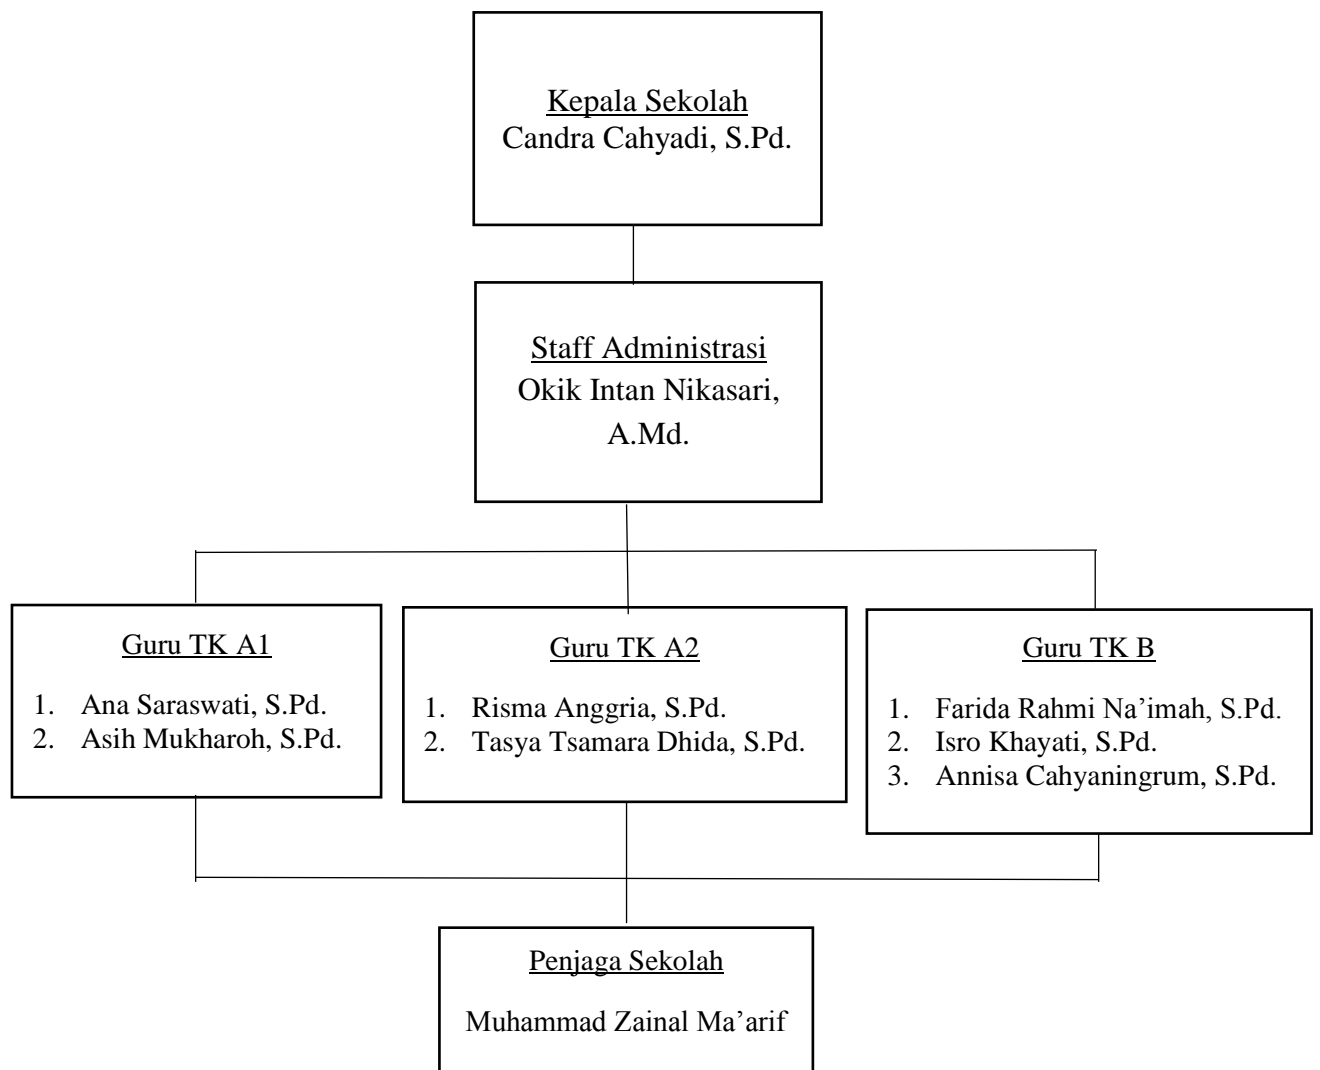 Kepala Sekolah
Candra Cahyadi, S.Pd.
Staff Administrasi
Okik Intan Nikasari,
A.Md.
Guru TK A1
1. Ana Saraswati, S.Pd.
2. Asih Mukharoh, S.Pd.
Guru TK A2
1. Risma Anggria, S.Pd.
2. Tasya Tsamara Dhida, S.Pd.
Guru TK B
1. Farida Rahmi Na’imah, S.Pd.
2. Isro Khayati, S.Pd.
3. Annisa Cahyaningrum, S.Pd.
Penjaga Sekolah
Muhammad Zainal Ma’arif